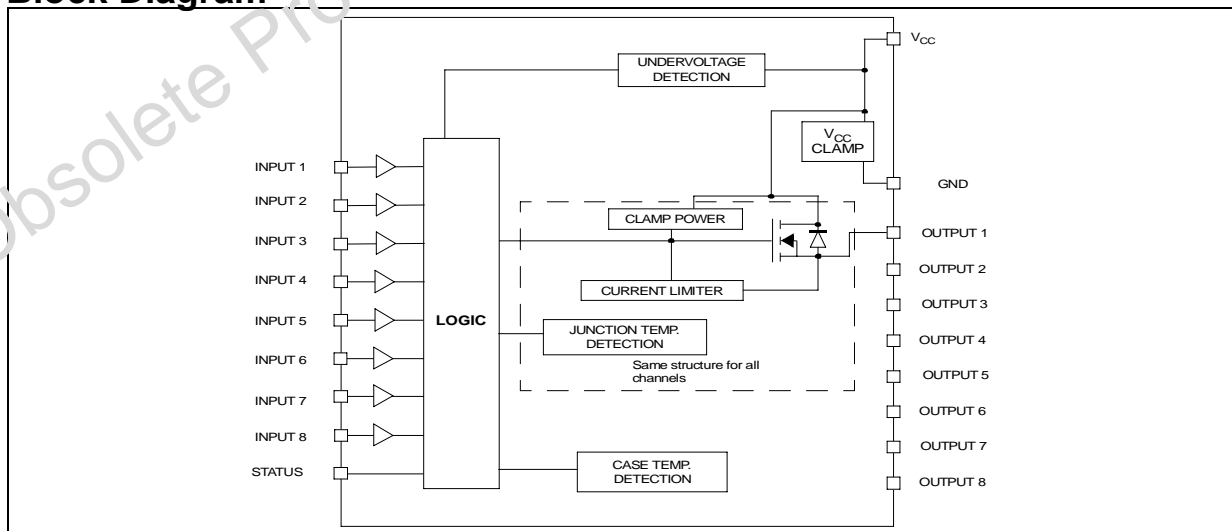 Block Diagram
Obsolete Pro
UNDERVOLTAGE
DETECTION
VCC
VCC
CLAMP
GND
INPUT 1
INPUT 2
INPUT 3
INPUT 4
INPUT 5
INPUT 6
INPUT 7
INPUT 8
STATUS
LOGIC
CLAMP POWER
CURRENT LIMITER
JUNCTION TEMP.
DETECTION
Same structure for all
channels
CASE TEMP.
DETECTION
OUTPUT 1
OUTPUT 2
OUTPUT 3
OUTPUT 4
OUTPUT 5
OUTPUT 6
OUTPUT 7
OUTPUT 8